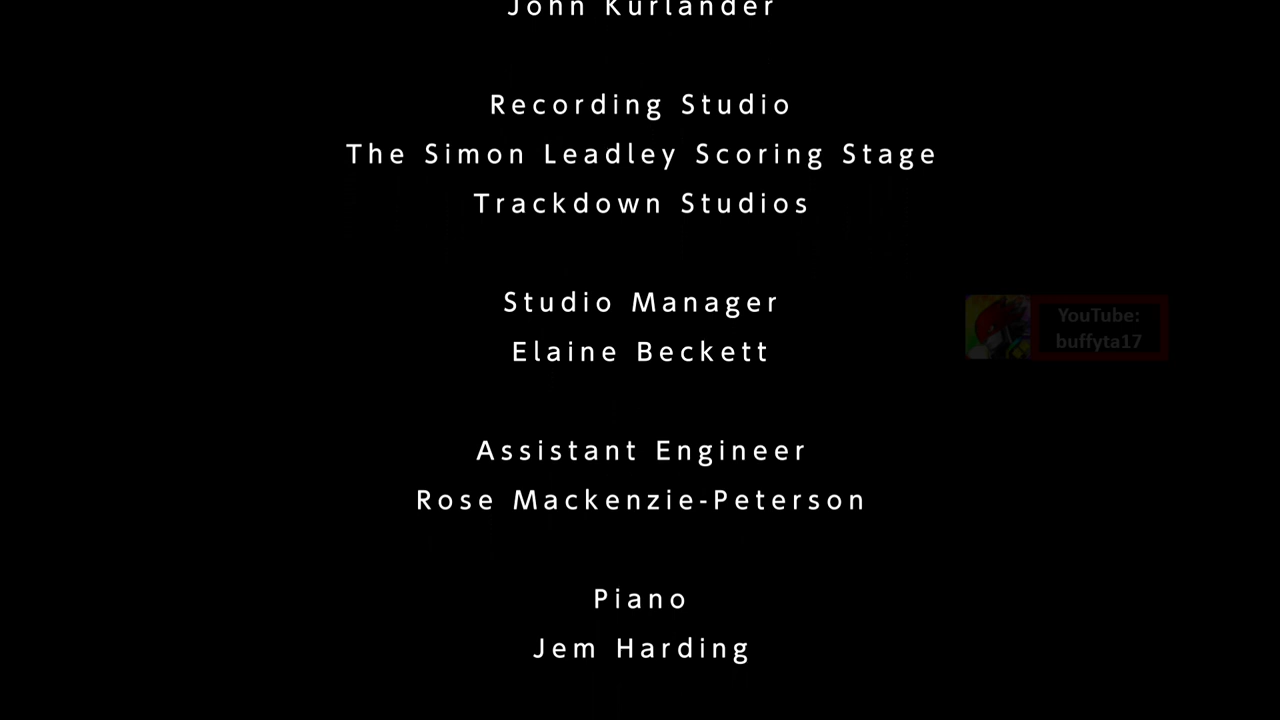 John Kurlander
Recording Studio
The Simon Leadley Scoring Stage
Trackdown Studios
Studio Manager
Elaine Beckett
YouTube:
buffyta17
Assistant Engineer
Rose Mackenzie-Peterson
Piano
Jem Harding